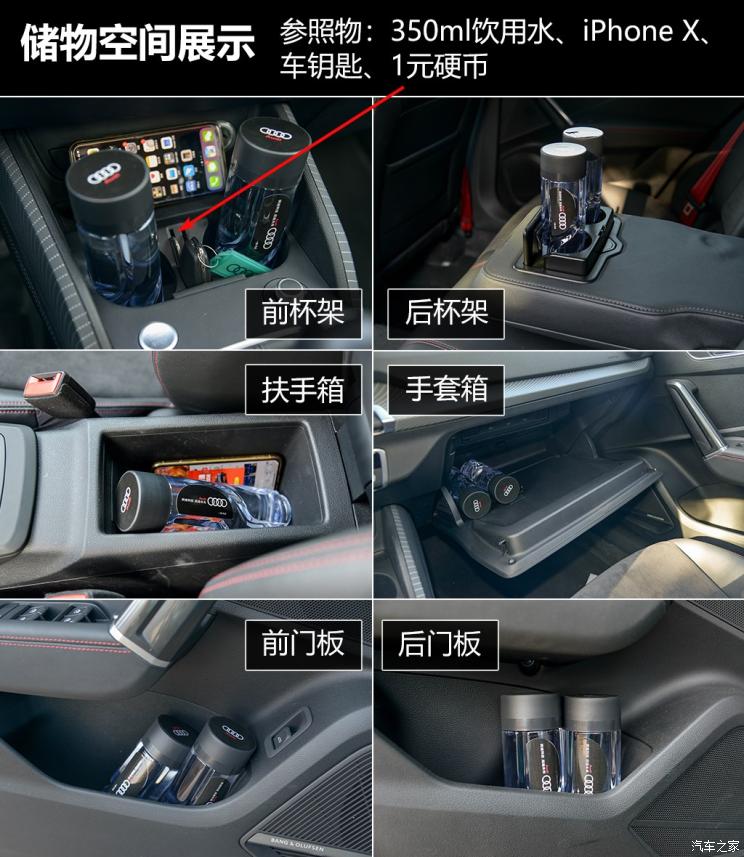 储物空间展示
参照物：350ml饮用水、iPhone X、
车钥匙、1元硬币
前杯架
后杯架
扶手箱
手套箱
前门板
后门板
BANG & OLUFSEN
汽车之家